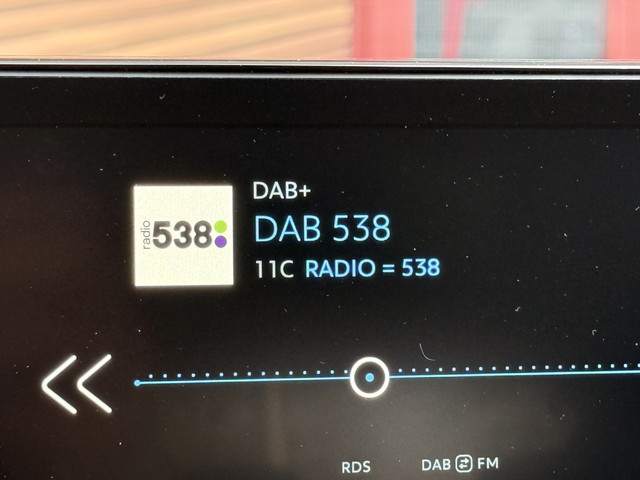 DAB+
radio 538
DAB 538
11C RADIO = 538
RDS
DAB FM